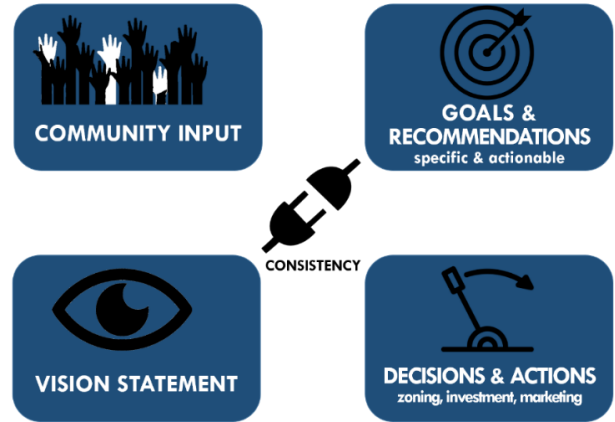 COMMUNITY INPUT
GOALS &
RECOMMENDATIONS
specific & actionable
CONSISTENCY
VISION STATEMENT
DECISIONS & ACTIONS
zoning, investment, marketing